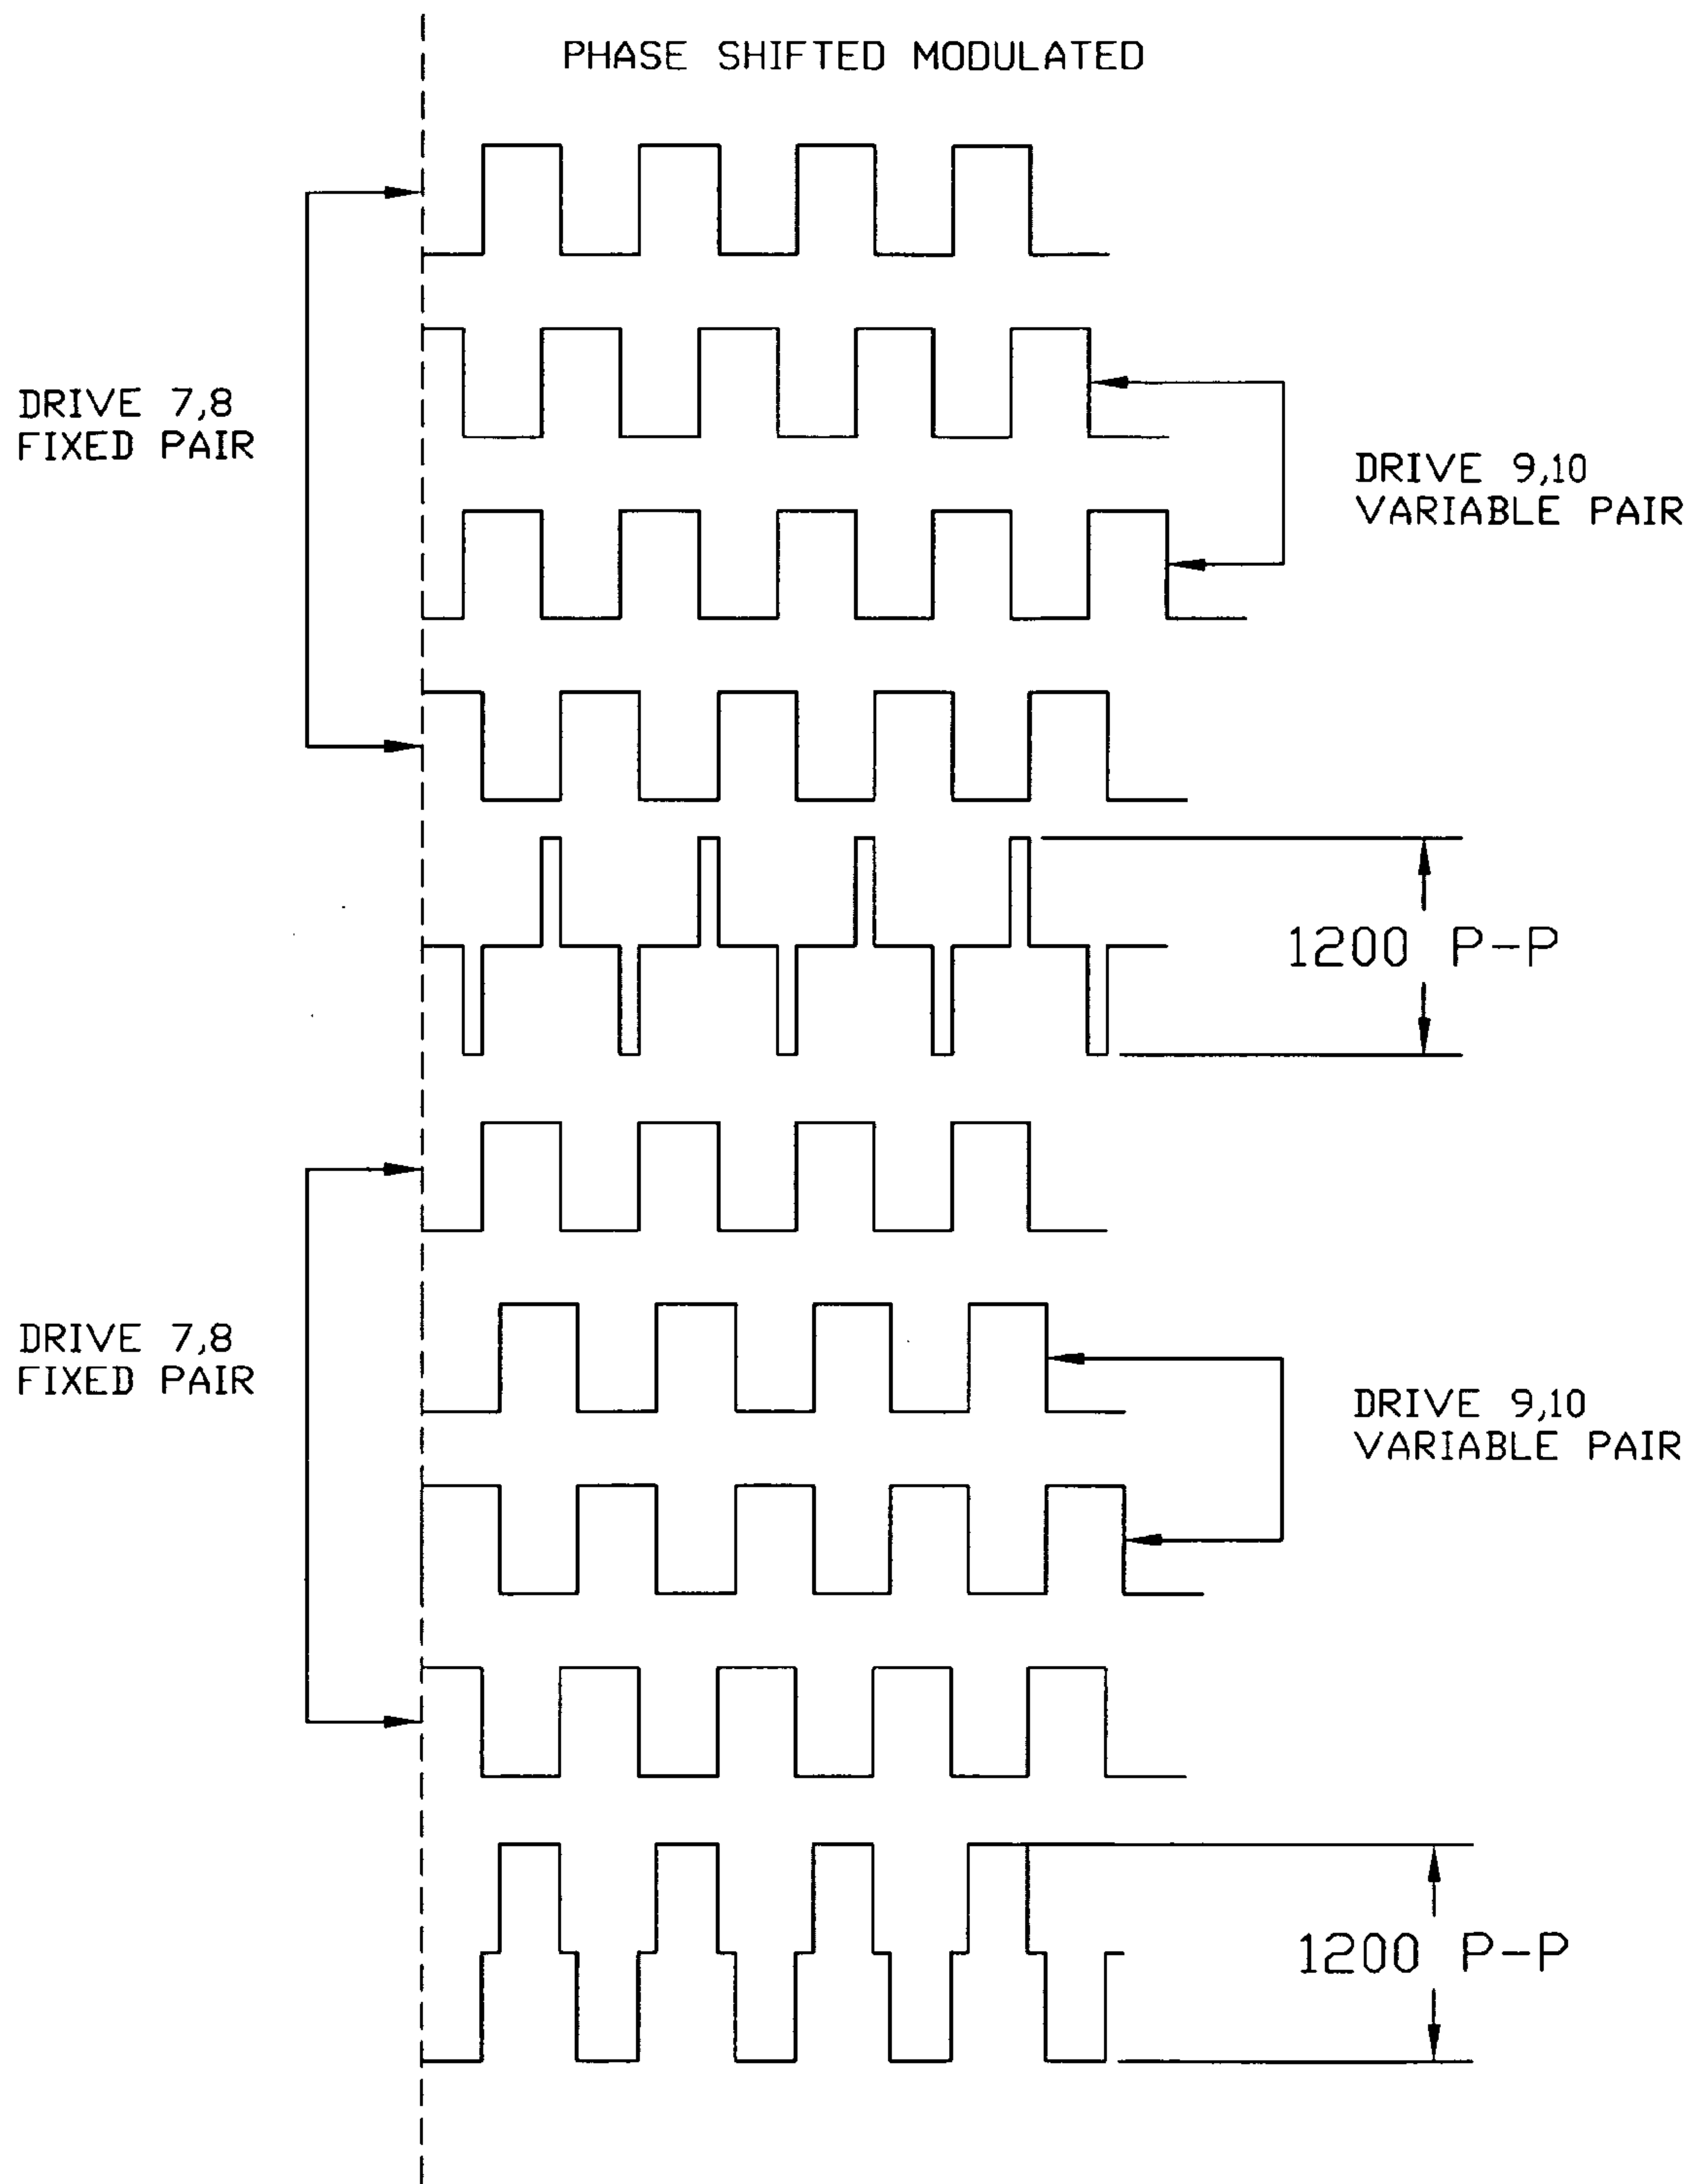 PHASE SHIFTED MODULATED
DRIVE 7,8
FIXED PAIR
DRIVE 9,10
VARIABLE PAIR
1200 P-P
DRIVE 7,8
FIXED PAIR
DRIVE 9,10
VARIABLE PAIR
1200 P-P